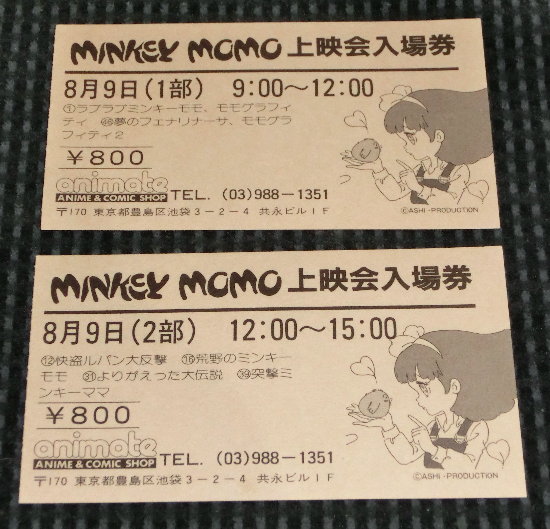 MINKEY MOMO 上映会入場券
8月9日(1部) 9:00〜12:00
①ラブラブミンキーモモ、モモグラフィ
ティ ㊻夢のフェナリナーサ、モモグラ
フィティ2
¥800
animate
ANIME & COMIC SHOP TEL. (03)988-1351
〒170 東京都豊島区池袋3-2-4 共永ビル1F
©ASHI-PRODUCTION
MINKEY MOMO 上映会入場券
8月9日(2部) 12:00〜15:00
⑫快盗ルパン大反撃 ⑯荒野のミンキー
モモ ㉛よりがえった大伝説 ㊴突撃ミ
ンキーママ
¥800
animate
ANIME & COMIC SHOP TEL. (03)988-1351
〒170 東京都豊島区池袋3-2-4 共永ビル1F
©ASHI-PRODUCTION